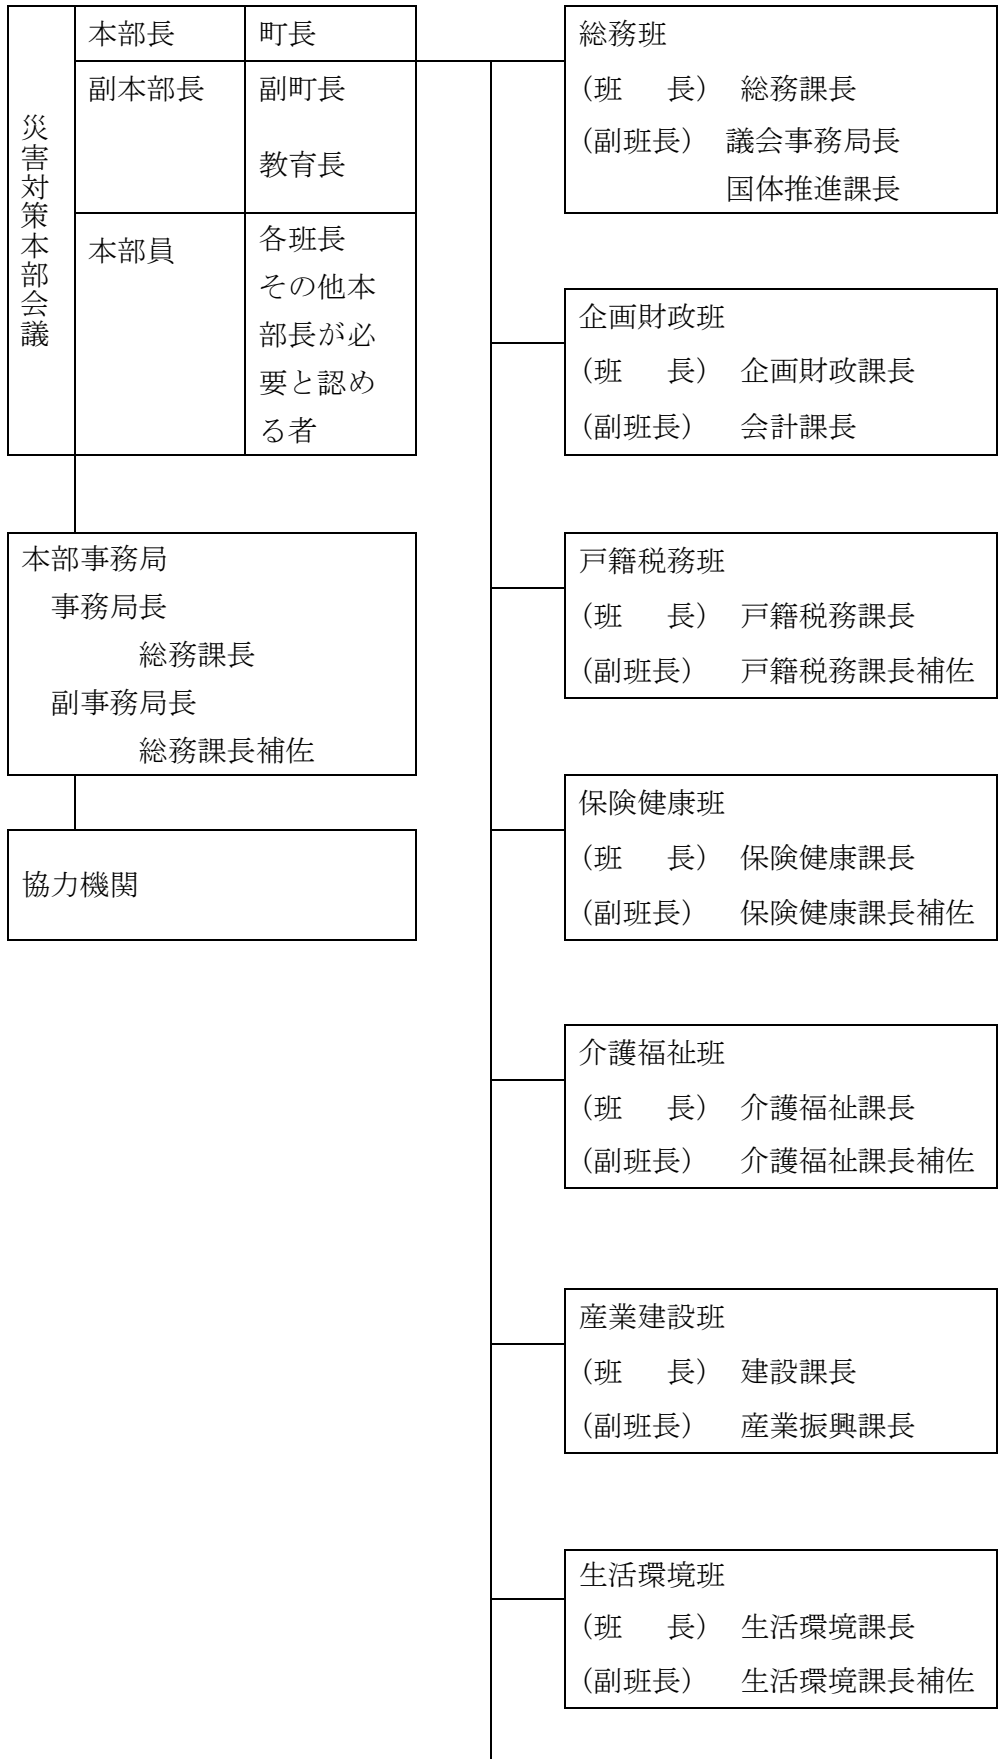 災害対策本部会議
本部長 町長
副本部長 副町長
教育長
本部員 各班長
その他本
部長が必
要と認め
る者
本部事務局
事務局長
総務課長
副事務局長
総務課長補佐
協力機関
総務班
（班　長） 総務課長
（副班長） 議会事務局長
国体推進課長
企画財政班
（班　長） 企画財政課長
（副班長） 会計課長
戸籍税務班
（班　長） 戸籍税務課長
（副班長） 戸籍税務課長補佐
保険健康班
（班　長） 保険健康課長
（副班長） 保険健康課長補佐
介護福祉班
（班　長） 介護福祉課長
（副班長） 介護福祉課長補佐
産業建設班
（班　長） 建設課長
（副班長） 産業振興課長
生活環境班
（班　長） 生活環境課長
（副班長） 生活環境課長補佐